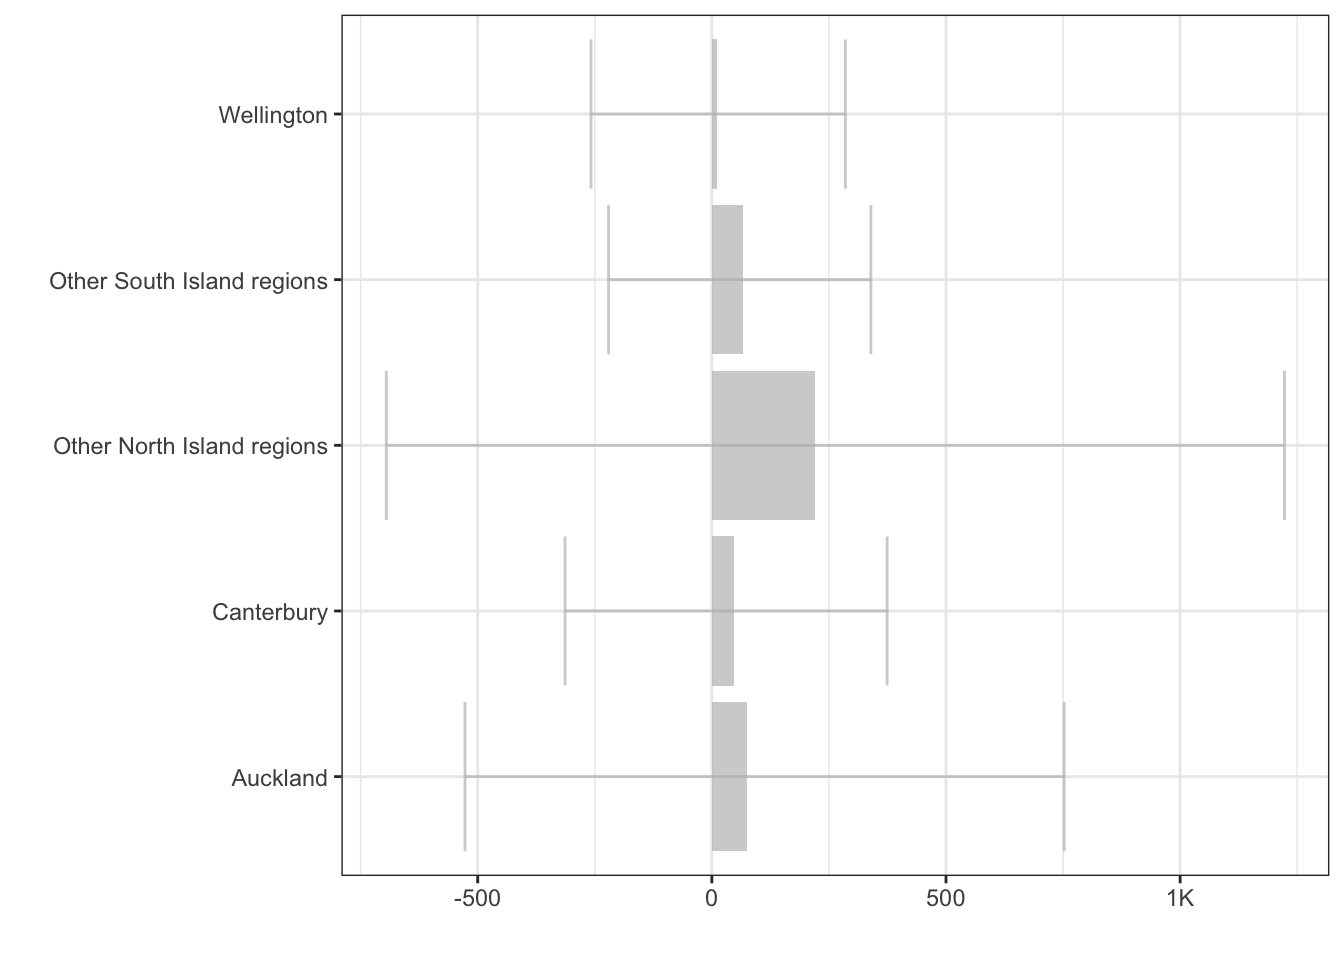 Wellington
Other South Island regions
Other North Island regions
Canterbury
Auckland
-500 0 500 1K